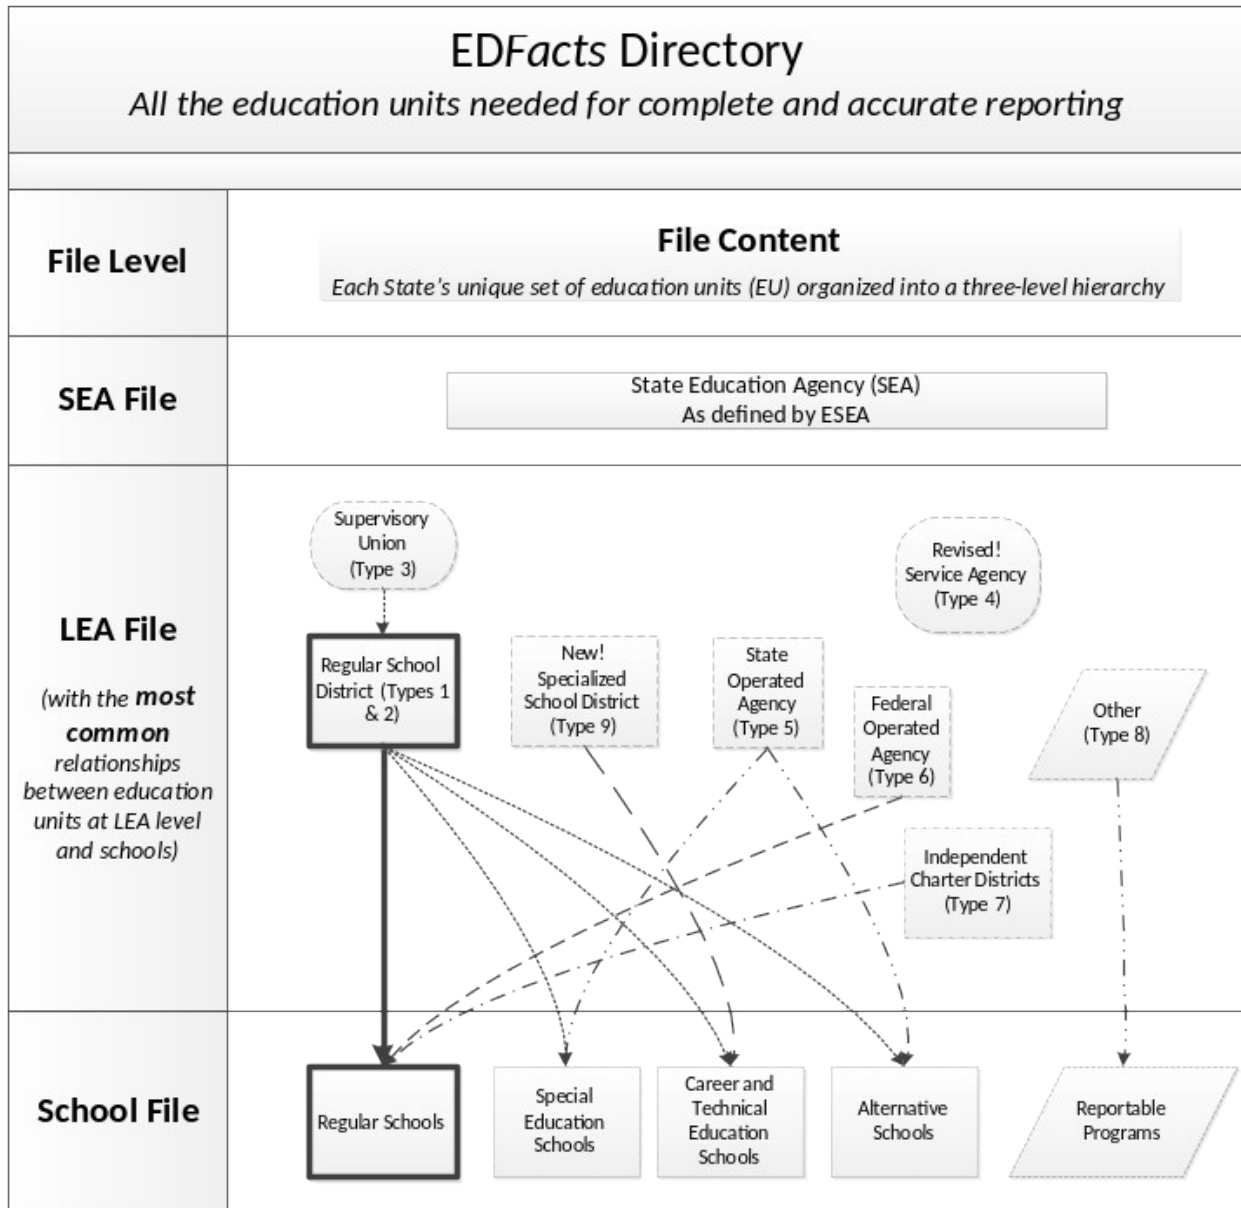 EDFacts Directory
All the education units needed for complete and accurate reporting
File Level
File Content
Each State's unique set of education units (EU) organized into a three-level hierarchy
SEA File
State Education Agency (SEA)
As defined by ESEA
LEA File
(with the most
common
relationships
between education
units at LEA level
and schools)
Supervisory
Union
(Type 3)
Revised!
Service Agency
(Type 4)
Regular School
District (Types 1
& 2)
New!
Specialized
School District
(Type 9)
State
Operated
Agency
(Type 5)
Federal
Operated
Agency
(Type 6)
Other
(Type 8)
Independent
Charter Districts
(Type 7)
School File
Regular Schools
Special
Education
Schools
Career and
Technical
Education
Schools
Alternative
Schools
Reportable
Programs